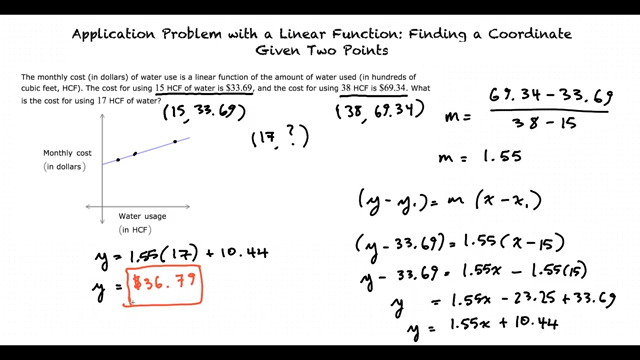 Application Problem with a Linear Function: Finding a Coordinate
Given Two Points
The monthly cost (in dollars) of water use is a linear function of the amount of water used (in hundreds of
cubic feet, HCF). The cost for using 15 HCF of water is $33.69, and the cost for using 38 HCF is $69.34. What
is the cost for using 17 HCF of water?
(15, 33.69)
(38, 69.34)
(17, ?)
Monthly cost
(in dollars)
Water usage
(in HCF)
y = 1.55(17) + 10.44
y = $36.79
m = 69.34 - 33.69
38 - 15
m = 1.55
(y - y₁) = m (x - x₁)
(y - 33.69) = 1.55 (x - 15)
y - 33.69 = 1.55x - 1.55(15)
y = 1.55x - 23.25 + 33.69
y = 1.55x + 10.44